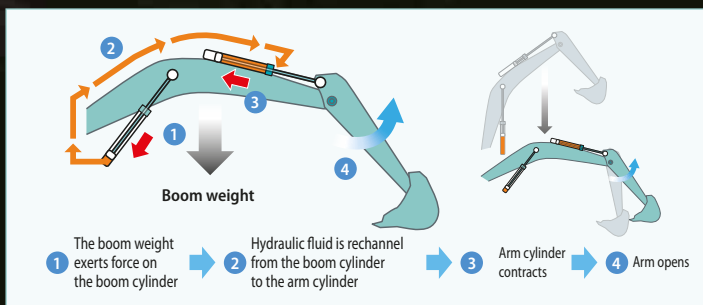 2
3
1
4
Boom weight
1 The boom weight
exerts force on
the boom cylinder
2 Hydraulic fluid is rechannel
from the boom cylinder
to the arm cylinder
3 Arm cylinder
contracts
4 Arm opens